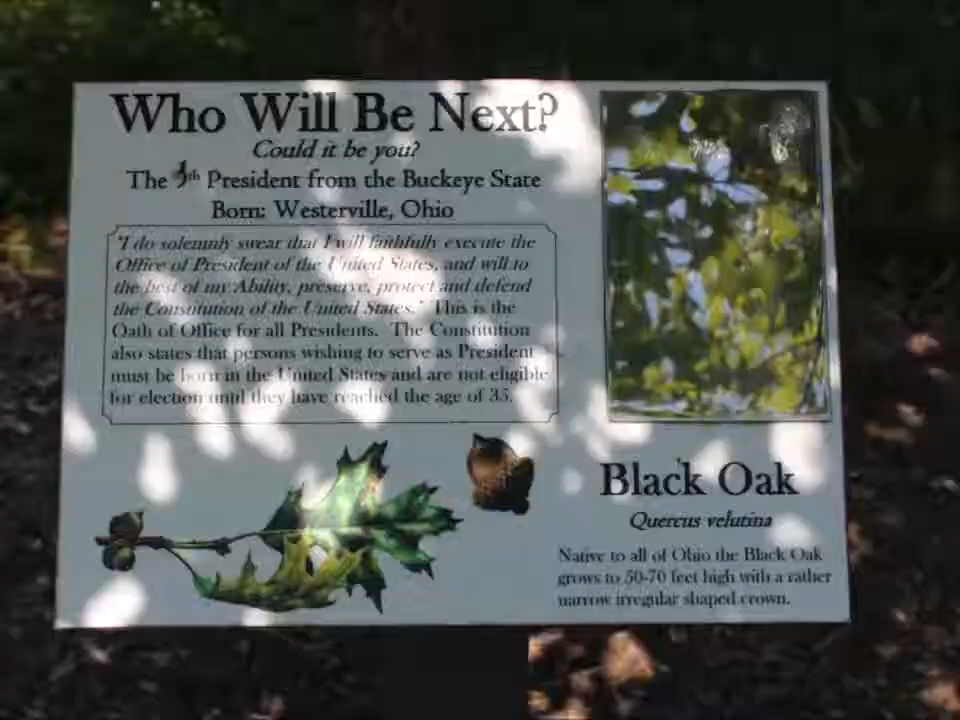 Who Will Be Next?
Could it be you?
The th President from the Buckeye State
Born: Westerville, Ohio
"I do solemnly swear that I will faithfully execute the
Office of President of the United States, and will to
the best of my Ability, preserve, protect and defend
the Constitution of the United States." This is the
Oath of Office for all Presidents. The Constitution
also states that persons wishing to serve as President
must be born in the United States and are not eligible
for election until they have reached the age of 35.
Black Oak
Quercus velutina
Native to all of Ohio the Black Oak
grows to 50-70 feet high with a rather
narrow irregular shaped crown.